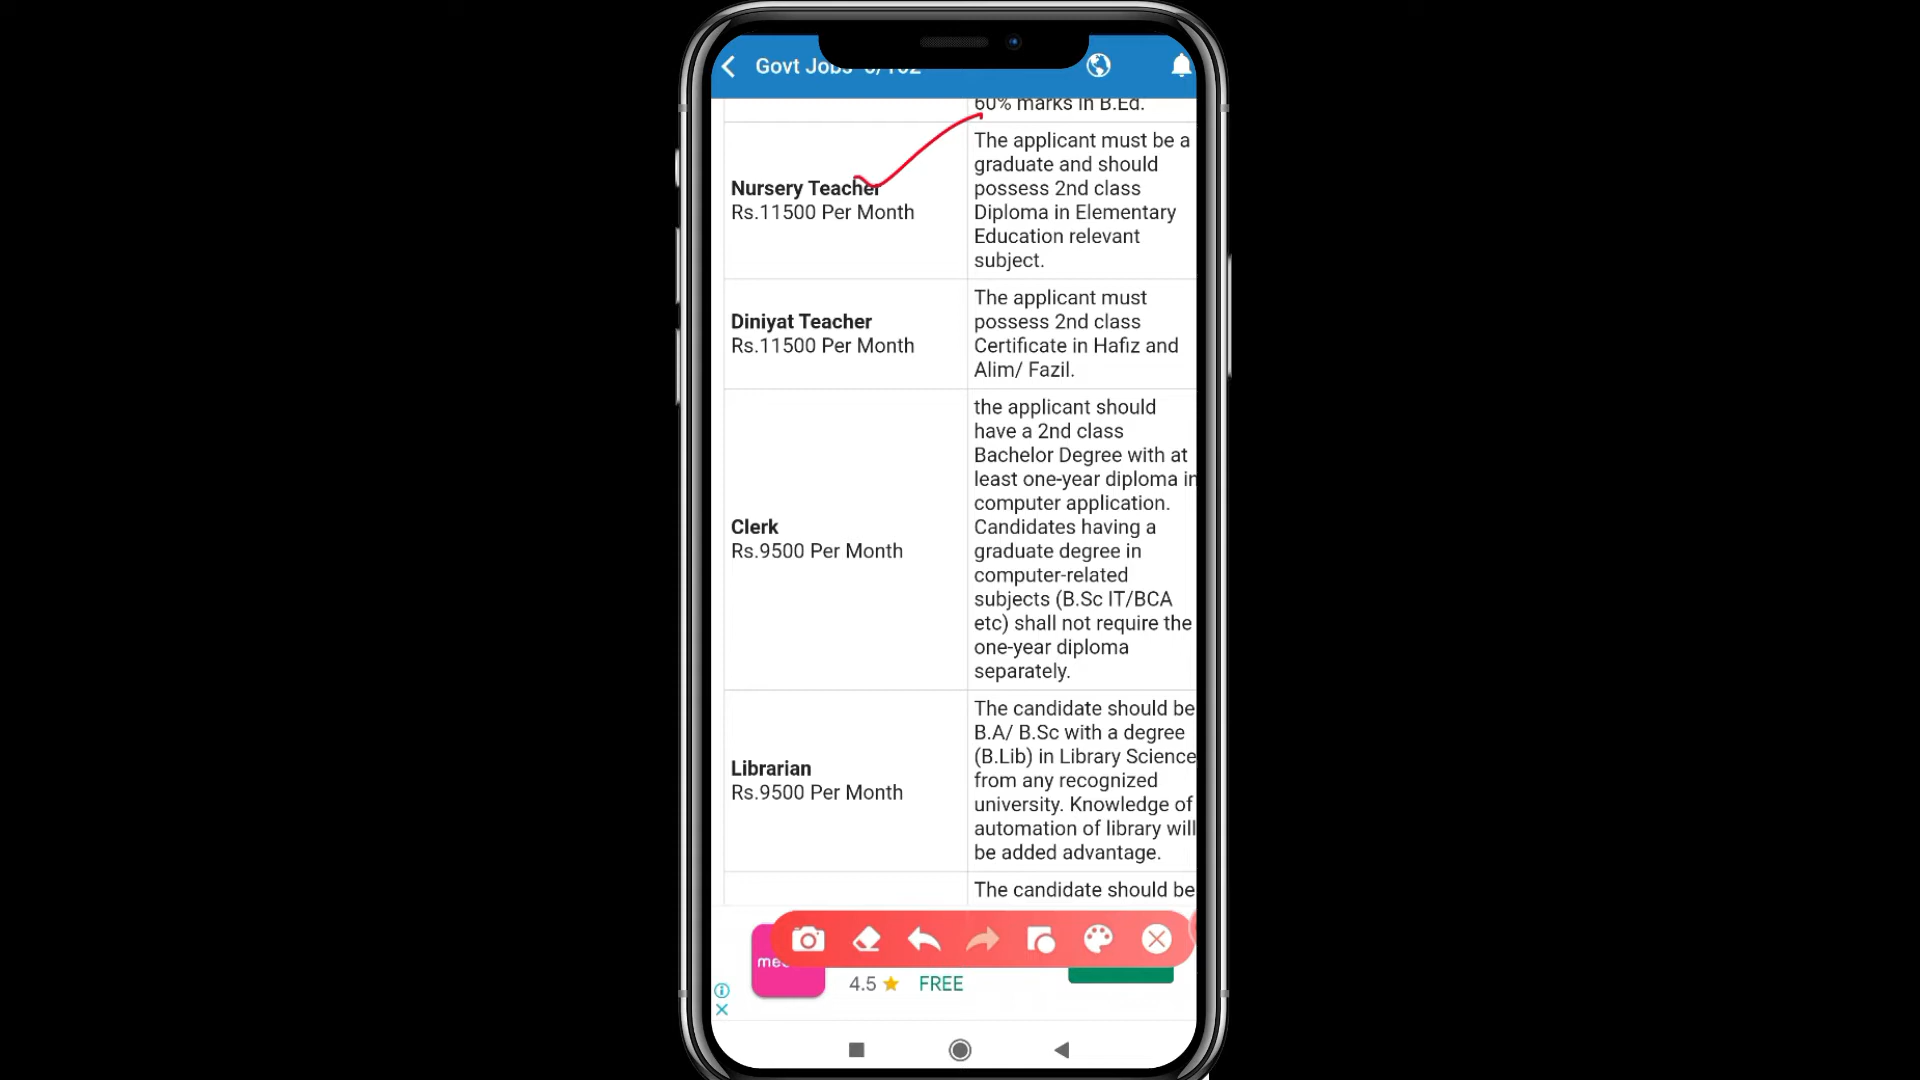 Govt Jobs
60% marks in B.Ed.
Nursery Teacher
Rs.11500 Per Month
The applicant must be a
graduate and should
possess 2nd class
Diploma in Elementary
Education relevant
subject.
Diniyat Teacher
Rs.11500 Per Month
The applicant must
possess 2nd class
Certificate in Hafiz and
Alim/ Fazil.
Clerk
Rs.9500 Per Month
the applicant should
have a 2nd class
Bachelor Degree with at
least one-year diploma in
computer application.
Candidates having a
graduate degree in
computer-related
subjects (B.Sc IT/BCA
etc) shall not require the
one-year diploma
separately.
Librarian
Rs.9500 Per Month
The candidate should be
B.A/ B.Sc with a degree
(B.Lib) in Library Science
from any recognized
university. Knowledge of
automation of library will
be added advantage.
The candidate should be
4.5 FREE